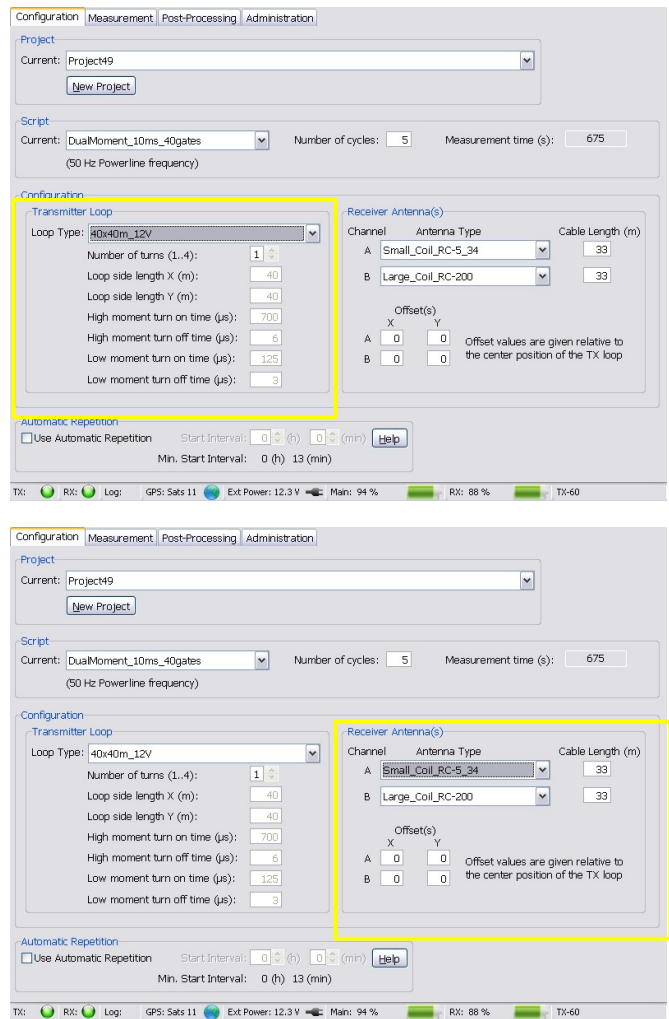 Configuration Measurement Post-Processing Administration
Project
Current: Project49
New Project
Script
Current: DualMoment_10ms_40gates Number of cycles: 5 Measurement time (s): 675
(50 Hz Powerline frequency)
Configuration
Transmitter Loop Receiver Antenna(s)
Loop Type: 40x40m_12V Channel Antenna Type Cable Length (m)
Number of turns (1..4): 1 A Small_Coil_RC-5_34 33
Loop side length X (m): 40 B Large_Coil_RC-200 33
Loop side length Y (m): 40
High moment turn on time (µs): 700 Offset(s)
X Y
High moment turn off time (µs): 6 A 0 0 Offset values are given relative to
Low moment turn on time (µs): 125 B 0 0 the center position of the TX loop
Low moment turn off time (µs): 3
Automatic Repetition
Use Automatic Repetition Start Interval: 0 (h) 0 (min) Help
Min. Start Interval: 0 (h) 13 (min)
TX: RX: Log: GPS: Sats 11 Ext Power: 12.3 V Main: 94 % RX: 88 % TX-60
Configuration Measurement Post-Processing Administration
Project
Current: Project49
New Project
Script
Current: DualMoment_10ms_40gates Number of cycles: 5 Measurement time (s): 675
(50 Hz Powerline frequency)
Configuration
Transmitter Loop Receiver Antenna(s)
Loop Type: 40x40m_12V Channel Antenna Type Cable Length (m)
Number of turns (1..4): 1 A Small_Coil_RC-5_34 33
Loop side length X (m): 40 B Large_Coil_RC-200 33
Loop side length Y (m): 40
High moment turn on time (µs): 700 Offset(s)
X Y
High moment turn off time (µs): 6 A 0 0 Offset values are given relative to
Low moment turn on time (µs): 125 B 0 0 the center position of the TX loop
Low moment turn off time (µs): 3
Automatic Repetition
Use Automatic Repetition Start Interval: 0 (h) 0 (min) Help
Min. Start Interval: 0 (h) 13 (min)
TX: RX: Log: GPS: Sats 11 Ext Power: 12.3 V Main: 94 % RX: 88 % TX-60